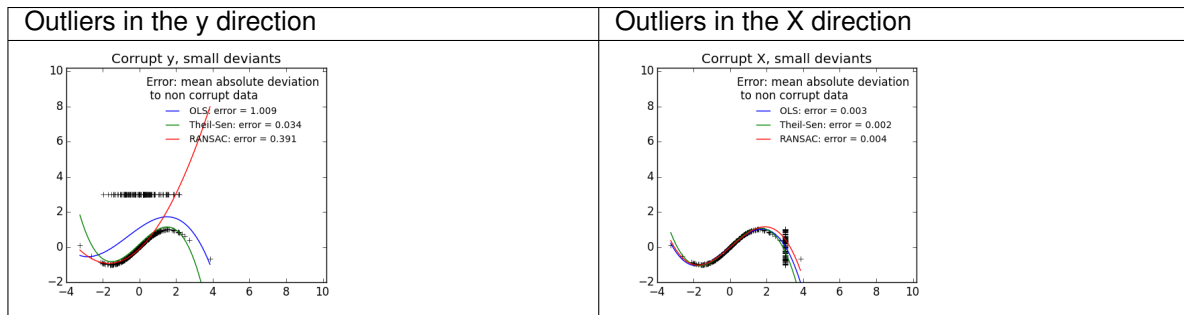 Outliers in the y direction
Outliers in the X direction
Corrupt y, small deviants
Error: mean absolute deviation
to non corrupt data
OLS: error = 1.009
Theil-Sen: error = 0.034
RANSAC: error = 0.391
10
8
6
4
2
0
−2
−4 −2 0 2 4 6 8 10
Corrupt X, small deviants
Error: mean absolute deviation
to non corrupt data
OLS: error = 0.003
Theil-Sen: error = 0.002
RANSAC: error = 0.004
10
8
6
4
2
0
−2
−4 −2 0 2 4 6 8 10